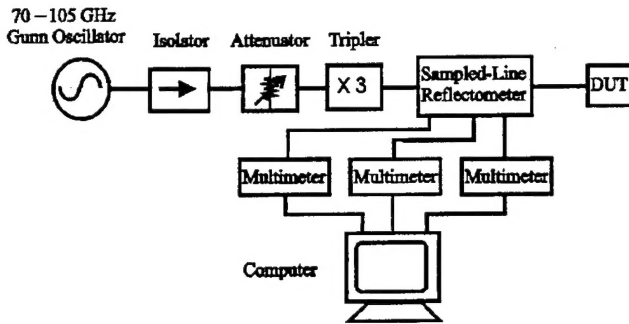 70 – 105 GHz
Gunn Oscillator
Isolator
Attenuator
Tripler
X 3
Sampled-Line
Reflectometer
DUT
Multimeter
Multimeter
Multimeter
Computer